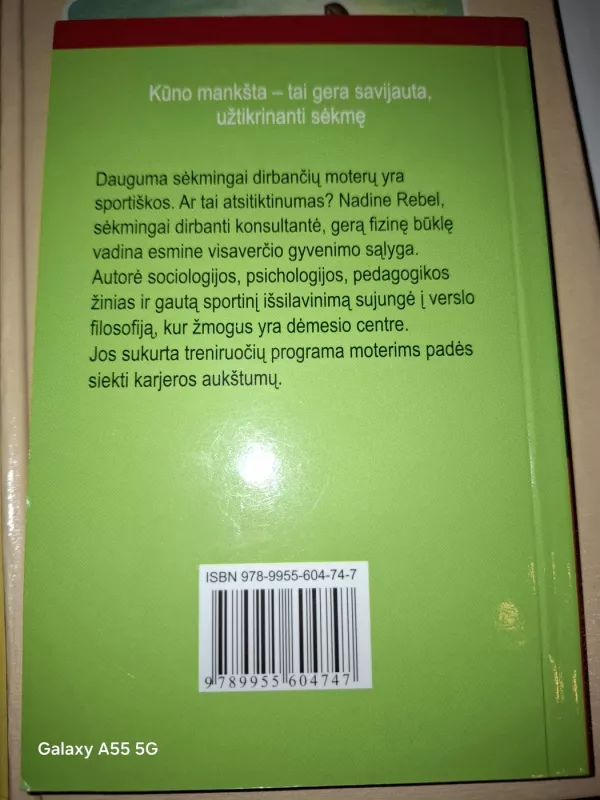 Kūno mankšta – tai gera savijauta,
užtikrinanti sėkmę
Dauguma sėkmingai dirbančių moterų yra
sportiškos. Ar tai atsitiktinumas? Nadine Rebel,
sėkmingai dirbanti konsultantė, gerą fizinę būklę
vadina esmine visaverčio gyvenimo sąlyga.
Autorė sociologijos, psichologijos, pedagogikos
žinias ir gautą sportinį išsilavinimą sujungė į verslo
filosofiją, kur žmogus yra dėmesio centre.
Jos sukurta treniruočių programa moterims padės
siekti karjeros aukštumų.
ISBN 978-9955-604-74-7
9 789955 604747
Galaxy A55 5G